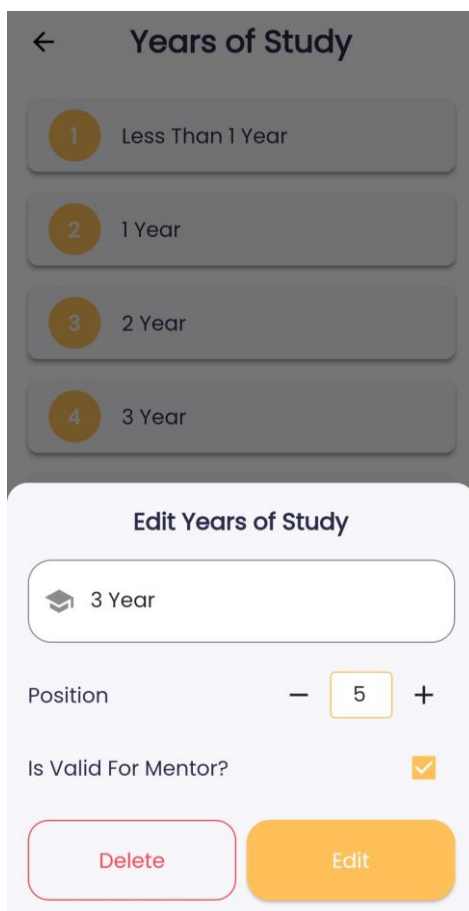 Years of Study
1 Less Than 1 Year
2 1 Year
3 2 Year
4 3 Year
Edit Years of Study
3 Year
Position − 5 +
Is Valid For Mentor?
Delete Edit